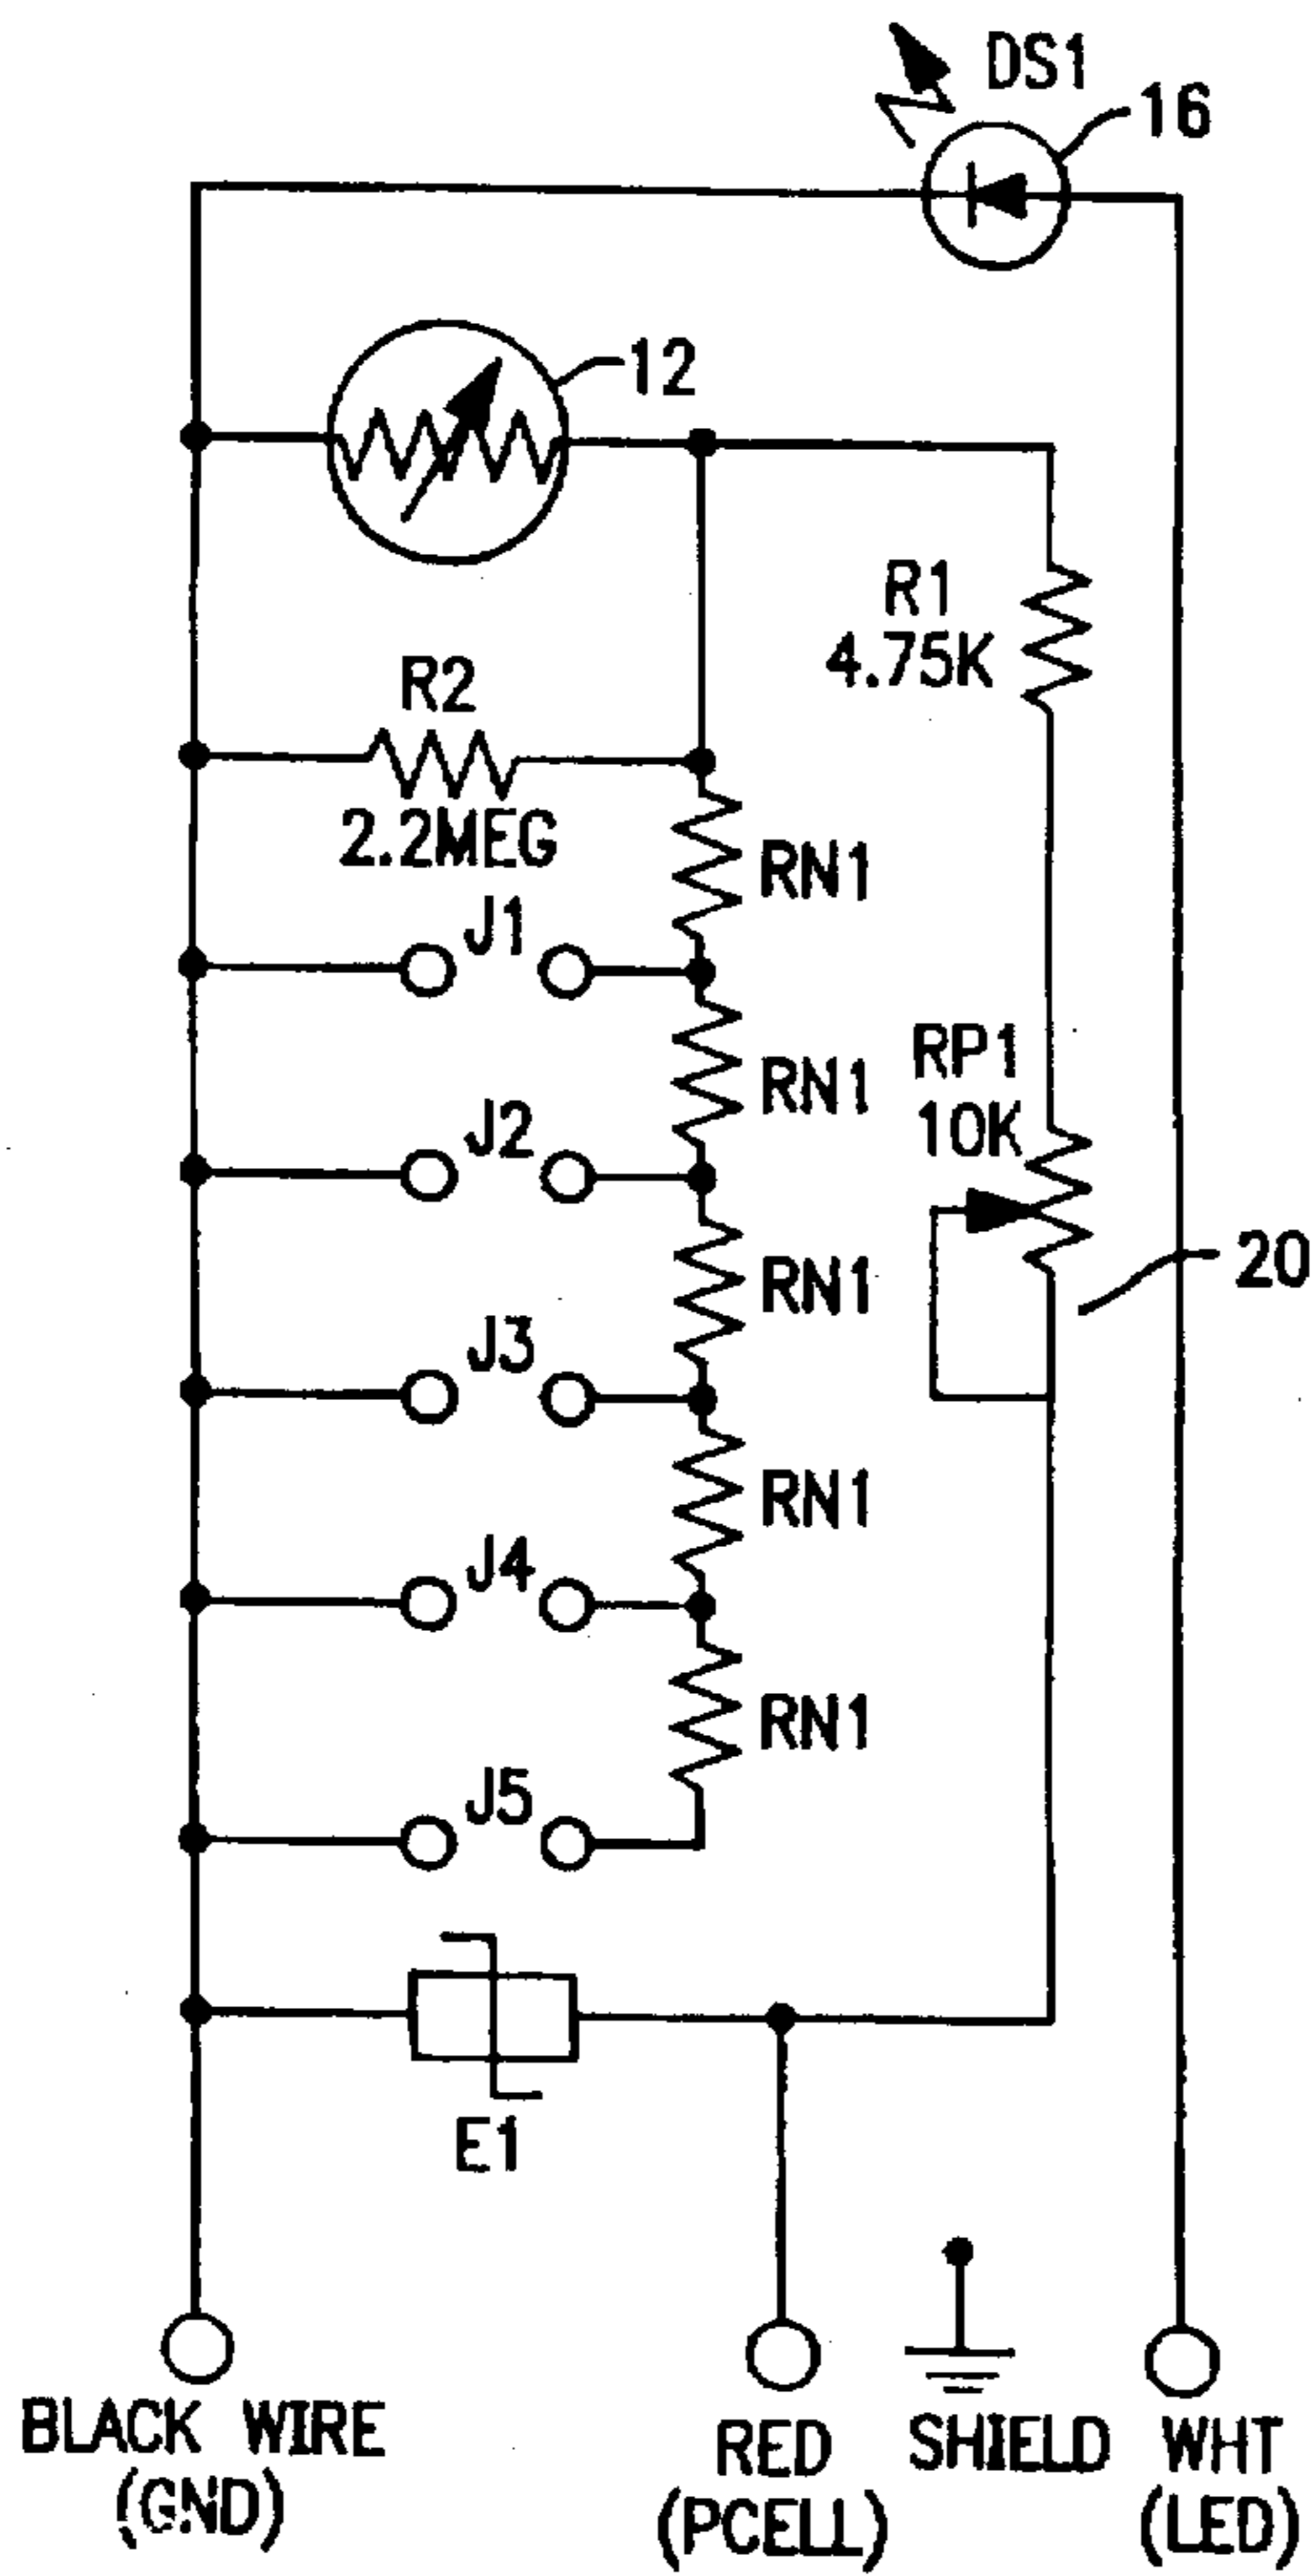 DS1
16
12
R1
4.75K
R2
2.2MEG
RN1
J1
RP1
10K
RN1
J2
20
RN1
J3
RN1
J4
RN1
J5
E1
BLACK WIRE
(GND)
RED
(PCELL)
SHIELD
WHT
(LED)